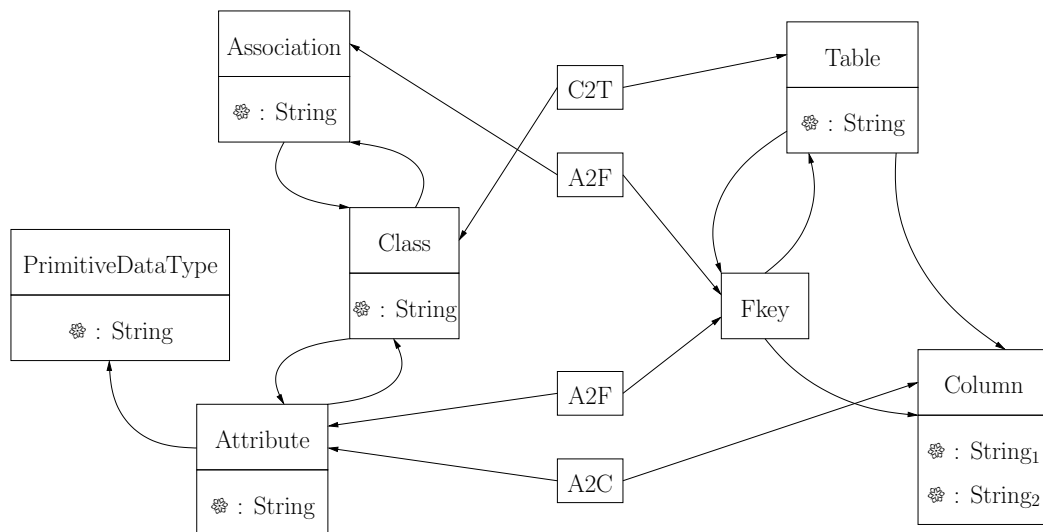 Association
❆ : String
Table
❆ : String
C2T
A2F
Class
❆ : String
PrimitiveDataType
❆ : String
Fkey
A2F
Column
❆ : String₁
❆ : String₂
Attribute
❆ : String
A2C